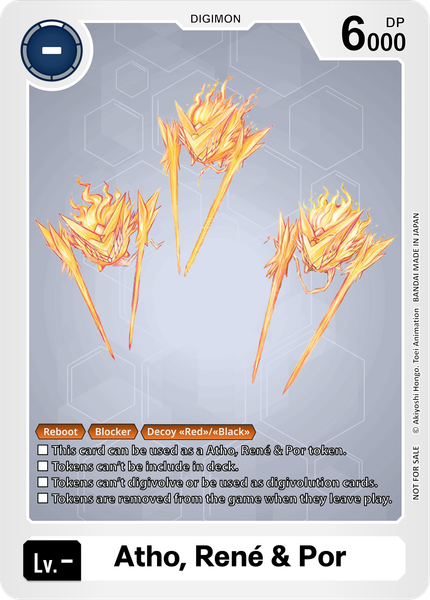 DIGIMON
–
DP
6000
Reboot Blocker Decoy «Red»/«Black»
☐ This card can be used as a Atho, René & Por token.
☐ Tokens can't be include in deck.
☐ Tokens can't digivolve or be used as digivolution cards.
☐ Tokens are removed from the game when they leave play.
Lv.–
Atho, René & Por
NOT FOR SALE © Akiyoshi Hongo. Toei Animation BANDAI MADE IN JAPAN